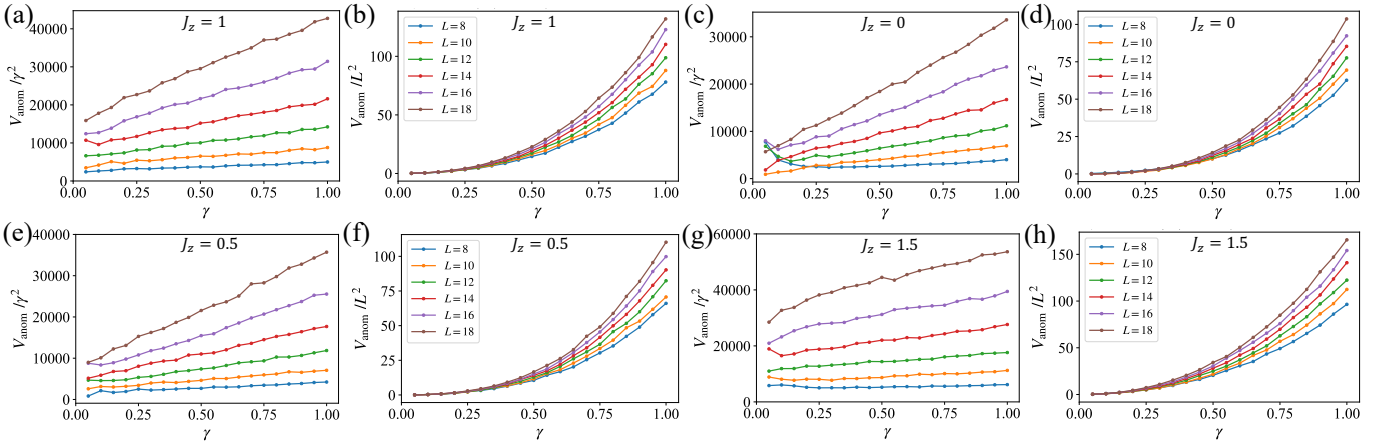 (a) J_z = 1
V_anom/γ²
40000
30000
20000
10000
0
0.00 0.25 0.50 0.75 1.00
γ
(b) J_z = 1
V_anom/L²
100
50
0
L=8
L=10
L=12
L=14
L=16
L=18
0.00 0.25 0.50 0.75 1.00
γ
(c) J_z = 0
V_anom/γ²
30000
20000
10000
0
0.00 0.25 0.50 0.75 1.00
γ
(d) J_z = 0
V_anom/L²
100
75
50
25
0
L=8
L=10
L=12
L=14
L=16
L=18
0.00 0.25 0.50 0.75 1.00
γ
(e) J_z = 0.5
V_anom/γ²
40000
30000
20000
10000
0
0.00 0.25 0.50 0.75 1.00
γ
(f) J_z = 0.5
V_anom/L²
100
75
50
25
0
L=8
L=10
L=12
L=14
L=16
L=18
0.00 0.25 0.50 0.75 1.00
γ
(g) J_z = 1.5
V_anom/γ²
60000
40000
20000
0
0.00 0.25 0.50 0.75 1.00
γ
(h) J_z = 1.5
V_anom/L²
150
100
50
0
L=8
L=10
L=12
L=14
L=16
L=18
0.00 0.25 0.50 0.75 1.00
γ